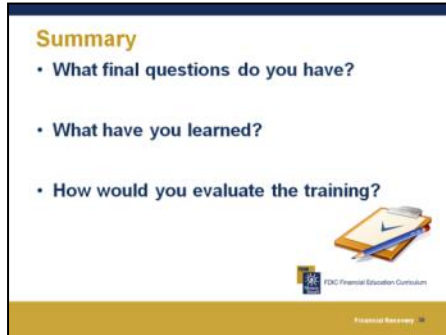 Summary
• What final questions do you have?
• What have you learned?
• How would you evaluate the training?
FDIC Financial Education Curriculum
Financial Recovery